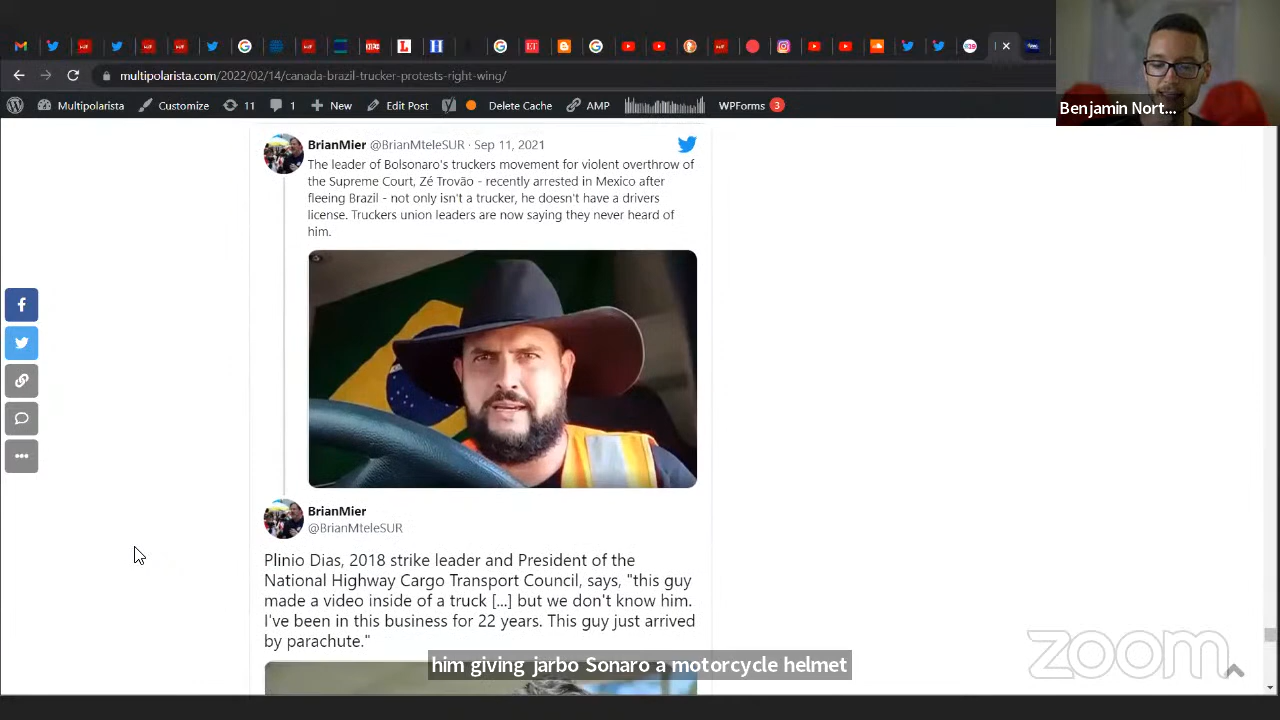 multipolarista.com/2022/02/14/canada-brazil-trucker-protests-right-wing/
Multipolarista Customize 11 1 New Edit Post Delete Cache AMP WPForms 3
Benjamin Nort...
BrianMier @BrianMteleSUR · Sep 11, 2021
The leader of Bolsonaro's truckers movement for violent overthrow of
the Supreme Court, Zé Trovão - recently arrested in Mexico after
fleeing Brazil - not only isn't a trucker, he doesn't have a drivers
license. Truckers union leaders are now saying they never heard of
him.
BrianMier
@BrianMteleSUR
Plinio Dias, 2018 strike leader and President of the
National Highway Cargo Transport Council, says, "this guy
made a video inside of a truck [...] but we don't know him.
I've been in this business for 22 years. This guy just arrived
by parachute."
him giving jarbo Sonaro a motorcycle helmet
zoom